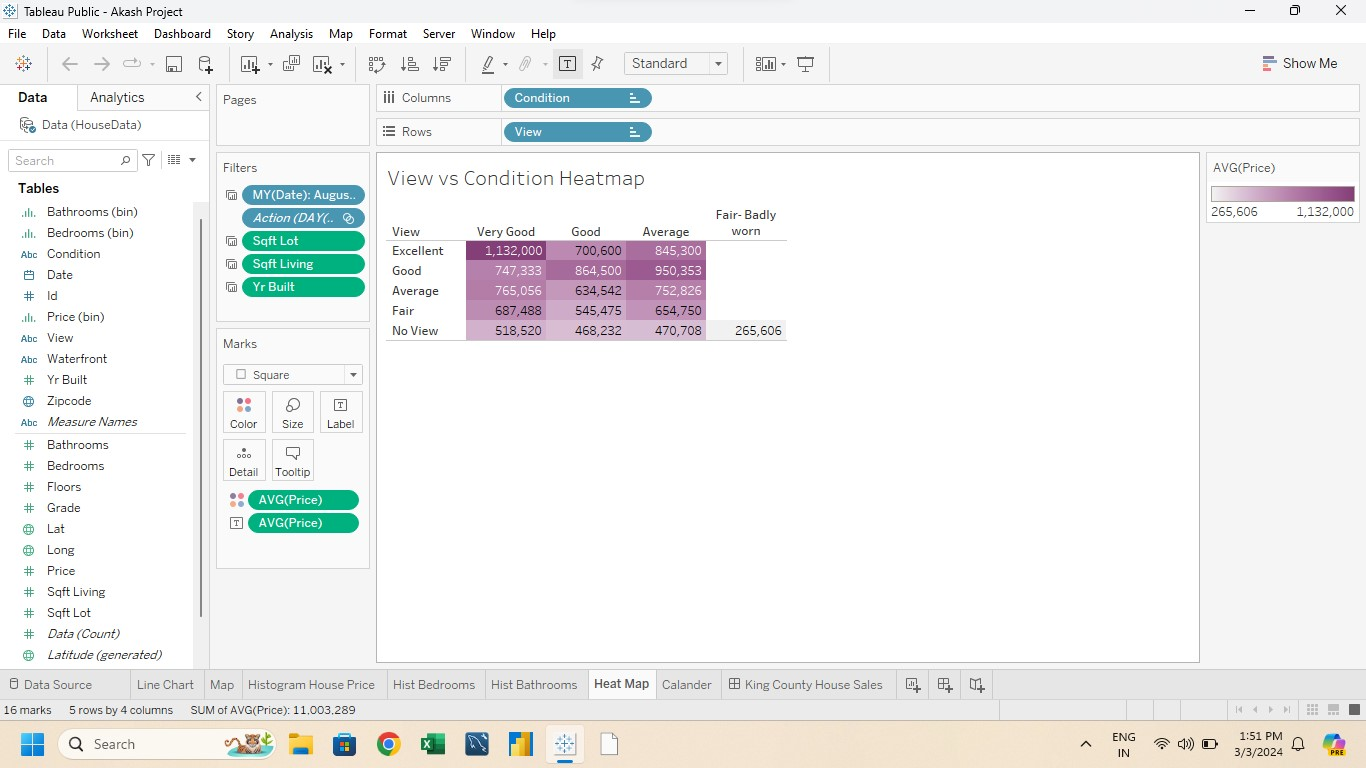 Tableau Public - Akash Project
File Data Worksheet Dashboard Story Analysis Map Format Server Window Help
Standard
Show Me
Data Analytics
Data (HouseData)
Search
Tables
Bathrooms (bin)
Bedrooms (bin)
Abc Condition
Date
# Id
Price (bin)
Abc View
Abc Waterfront
# Yr Built
Zipcode
Abc Measure Names
# Bathrooms
# Bedrooms
# Floors
# Grade
Lat
Long
# Price
# Sqft Living
# Sqft Lot
# Data (Count)
Latitude (generated)
Pages
Filters
MY(Date): Augus..
Action (DAY(..
Sqft Lot
Sqft Living
Yr Built
Marks
Square
Color Size T Label
Detail Tooltip
AVG(Price)
T AVG(Price)
Columns Condition
Rows View
View vs Condition Heatmap
View Very Good Good Average Fair- Badly worn
Excellent 1,132,000 700,600 845,300
Good 747,333 864,500 950,353
Average 765,056 634,542 752,826
Fair 687,488 545,475 654,750
No View 518,520 468,232 470,708 265,606
AVG(Price)
265,606 1,132,000
Data Source Line Chart Map Histogram House Price Hist Bedrooms Hist Bathrooms Heat Map Calander King County House Sales
16 marks 5 rows by 4 columns SUM of AVG(Price): 11,003,289
Search
ENG
IN
1:51 PM
3/3/2024
PRE